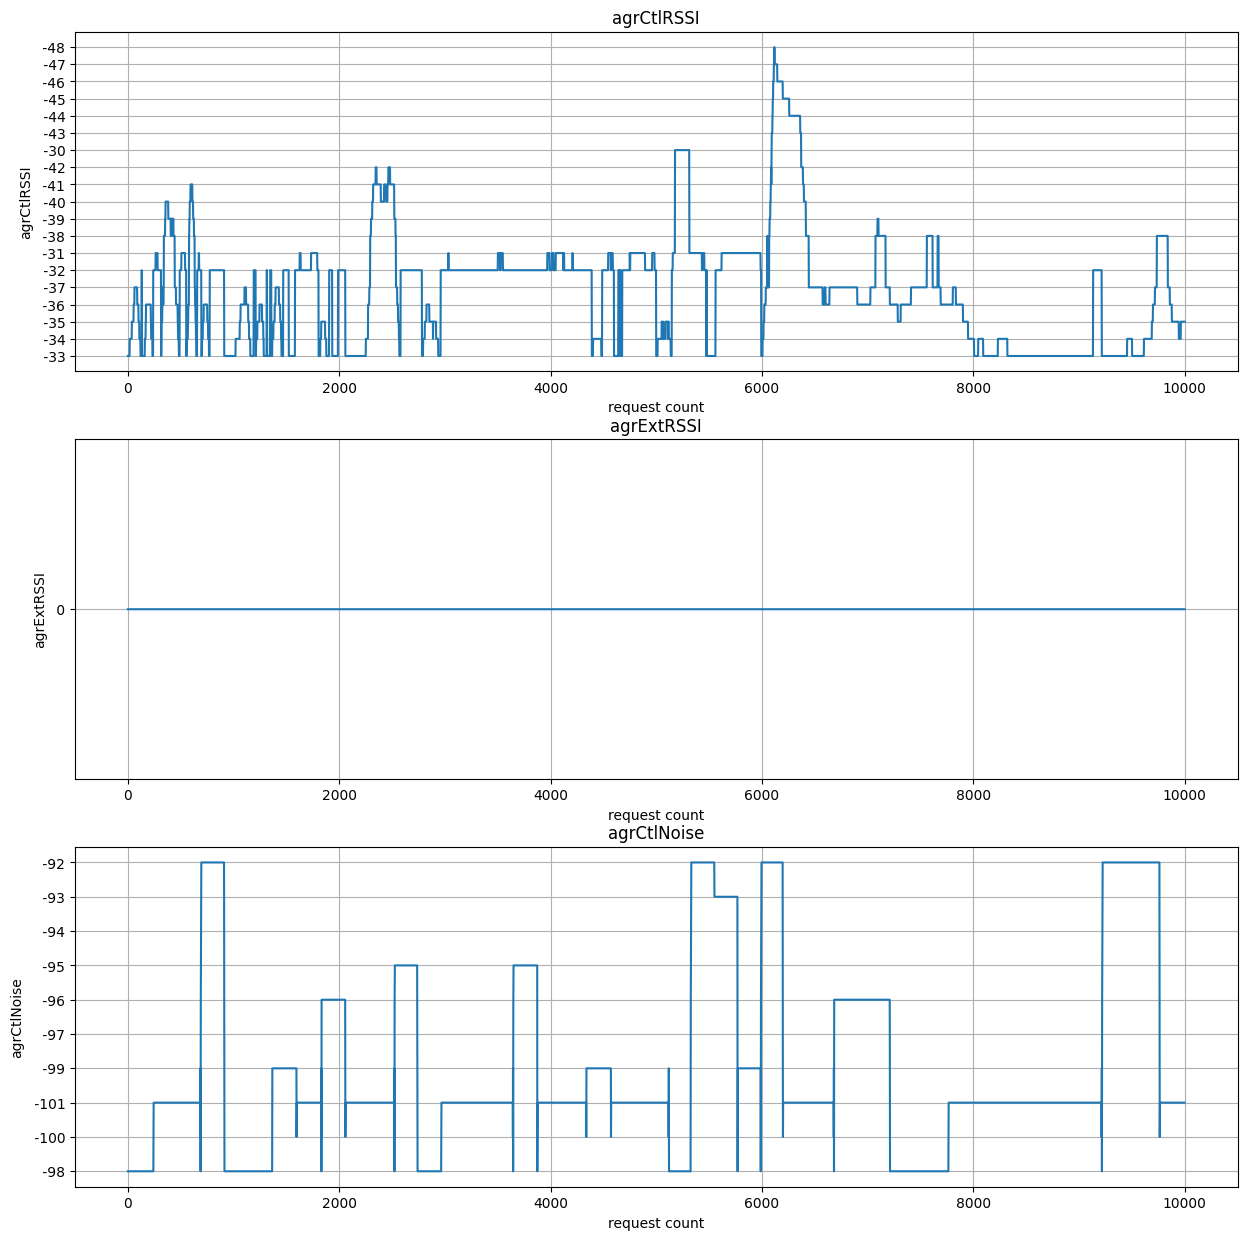 agrCtlRSSI
-48
-47
-46
-45
-44
-43
-30
-42
-41
-40
-39
-38
-31
-32
-37
-36
-35
-34
-33
agrCtlRSSI
0 2000 4000 6000 8000 10000
request count
agrExtRSSI
0
agrExtRSSI
0 2000 4000 6000 8000 10000
request count
agrCtlNoise
-92
-93
-94
-95
-96
-97
-99
-101
-100
-98
agrCtlNoise
0 2000 4000 6000 8000 10000
request count